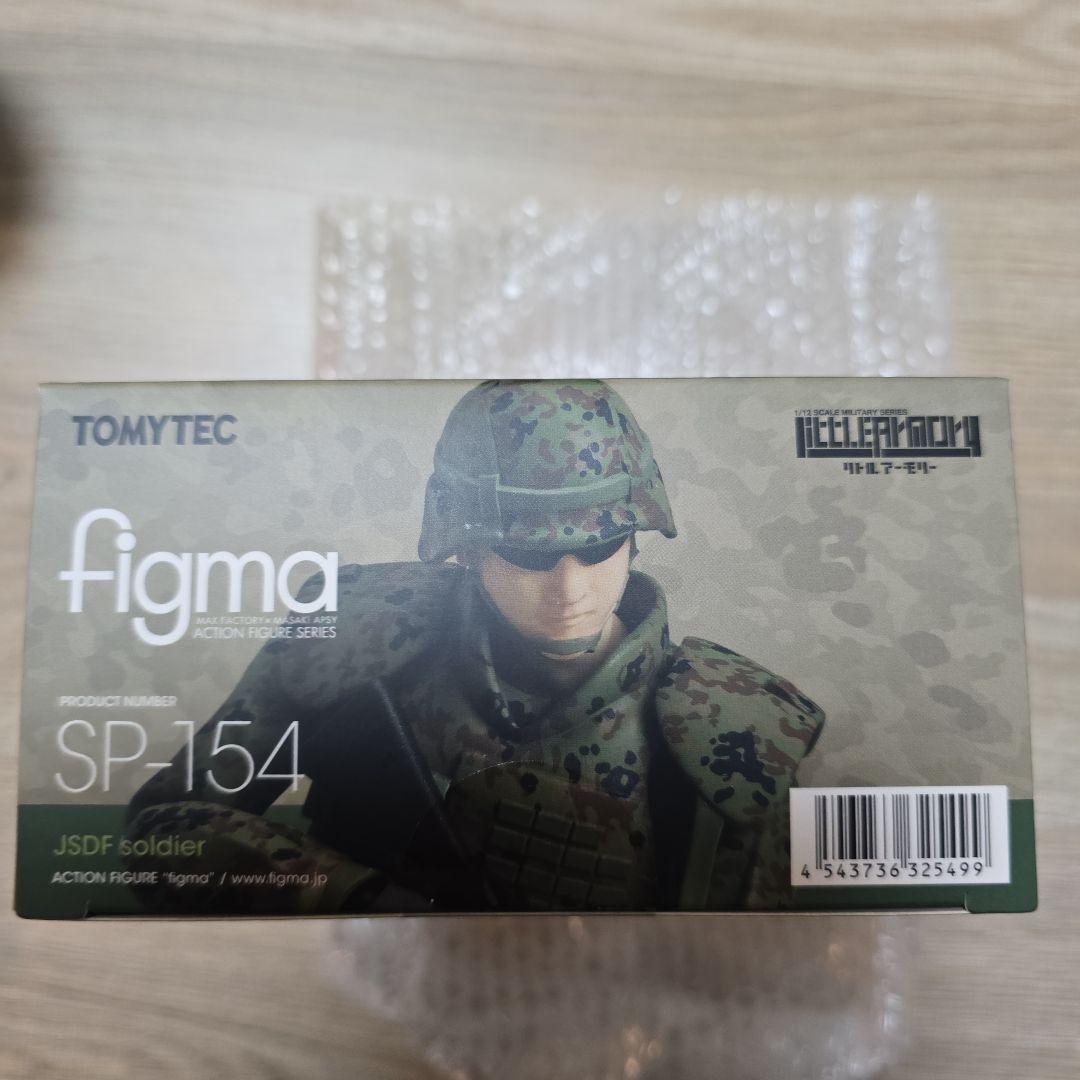 TOMYTEC
1/12 SCALE MILITARY SERIES
LittLEArmory
リトルアーモリー
figma
MAX FACTORY × MASAKI APSY
ACTION FIGURE SERIES
PRODUCT NUMBER
SP-154
JSDF soldier
ACTION FIGURE "figma" / www.figma.jp
4 543736 325499